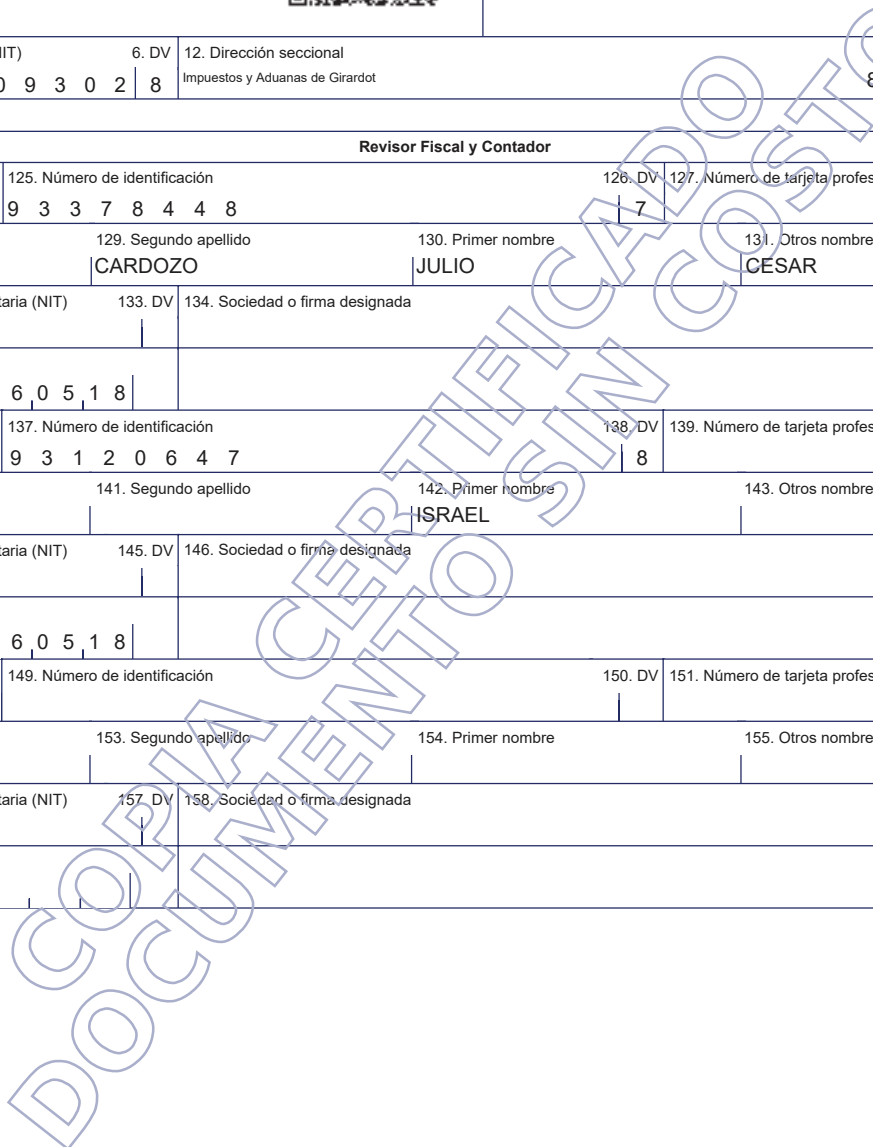 IIT) 6. DV 12. Dirección seccional
0 9 3 0 2 8 Impuestos y Aduanas de Girardot 8
Revisor Fiscal y Contador
125. Número de identificación 126. DV 127. Número de tarjeta profes
9 3 3 7 8 4 4 8 7
129. Segundo apellido 130. Primer nombre 131. Otros nombre
CARDOZO JULIO CESAR
taria (NIT) 133. DV 134. Sociedad o firma designada
6 0 5 1 8
137. Número de identificación 138. DV 139. Número de tarjeta profes
9 3 1 2 0 6 4 7 8
141. Segundo apellido 142. Primer nombre 143. Otros nombre
ISRAEL
taria (NIT) 145. DV 146. Sociedad o firma designada
6 0 5 1 8
149. Número de identificación 150. DV 151. Número de tarjeta profes
153. Segundo apellido 154. Primer nombre 155. Otros nombre
taria (NIT) 157. DV 158. Sociedad o firma designada
COPIA CERTIFICADO
DOCUMENTO SIN COSTO